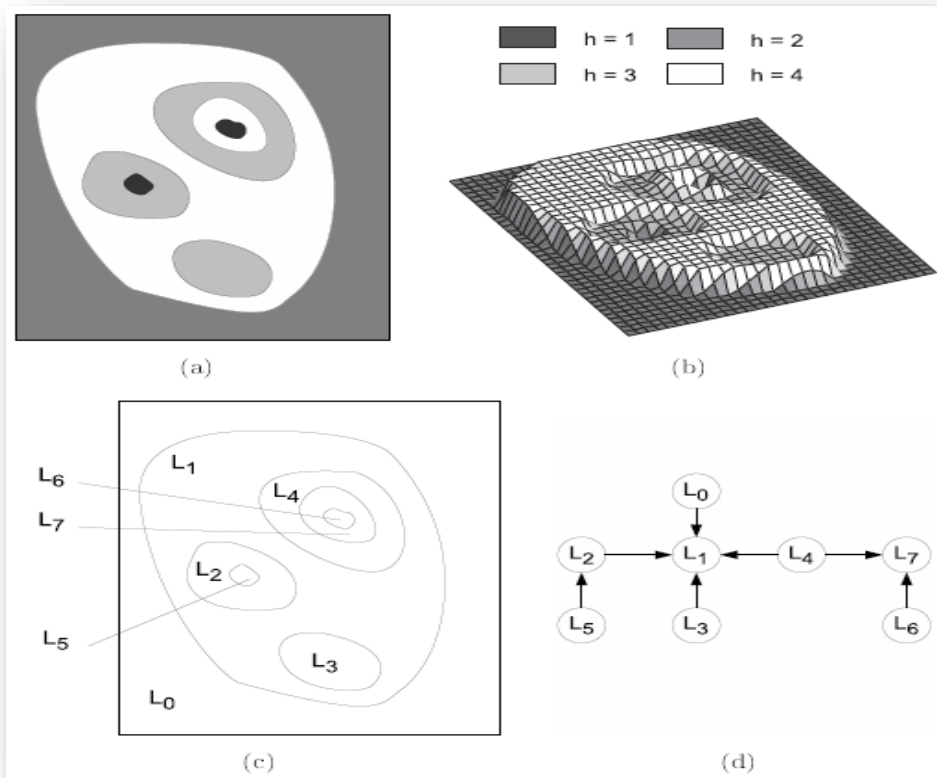 h = 1 h = 2
h = 3 h = 4
(a) (b)
L1
L6
L4
L7
L2
L5
L3
L0
(c)
L0
L2 L1 L4 L7
L5 L3 L6
(d)